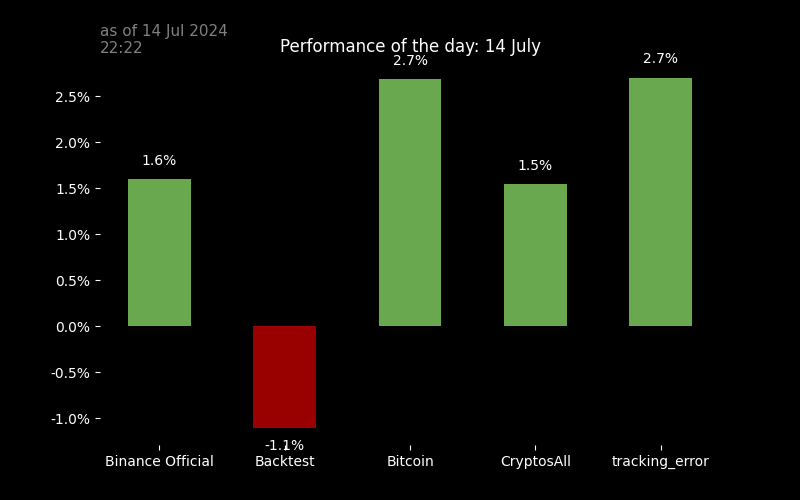 as of 14 Jul 2024
22:22
Performance of the day: 14 July
2.7%
2.7%
2.5%
2.0%
1.6%
1.5%
1.5%
1.0%
0.5%
0.0%
-0.5%
-1.0%
-1.1%
Binance Official
Backtest
Bitcoin
CryptosAll
tracking_error